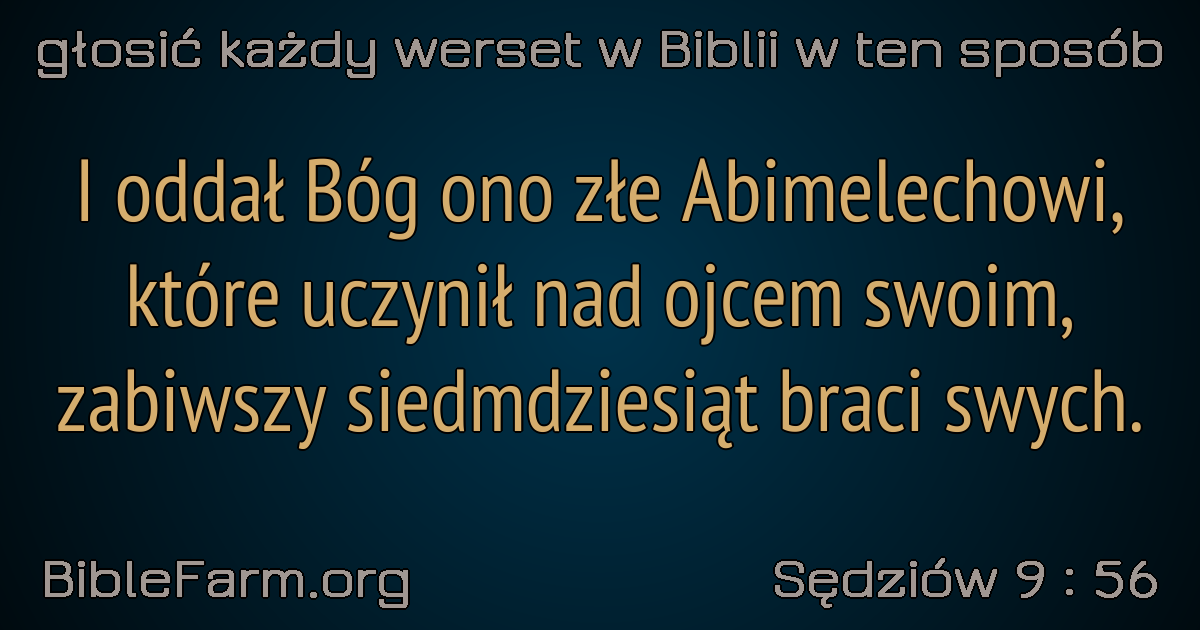 głosić każdy werset w Biblii w ten sposób
I oddał Bóg ono złe Abimelechowi,
które uczynił nad ojcem swoim,
zabiwszy siedmdziesiąt braci swych.
BibleFarm.org
Sędziów 9 : 56